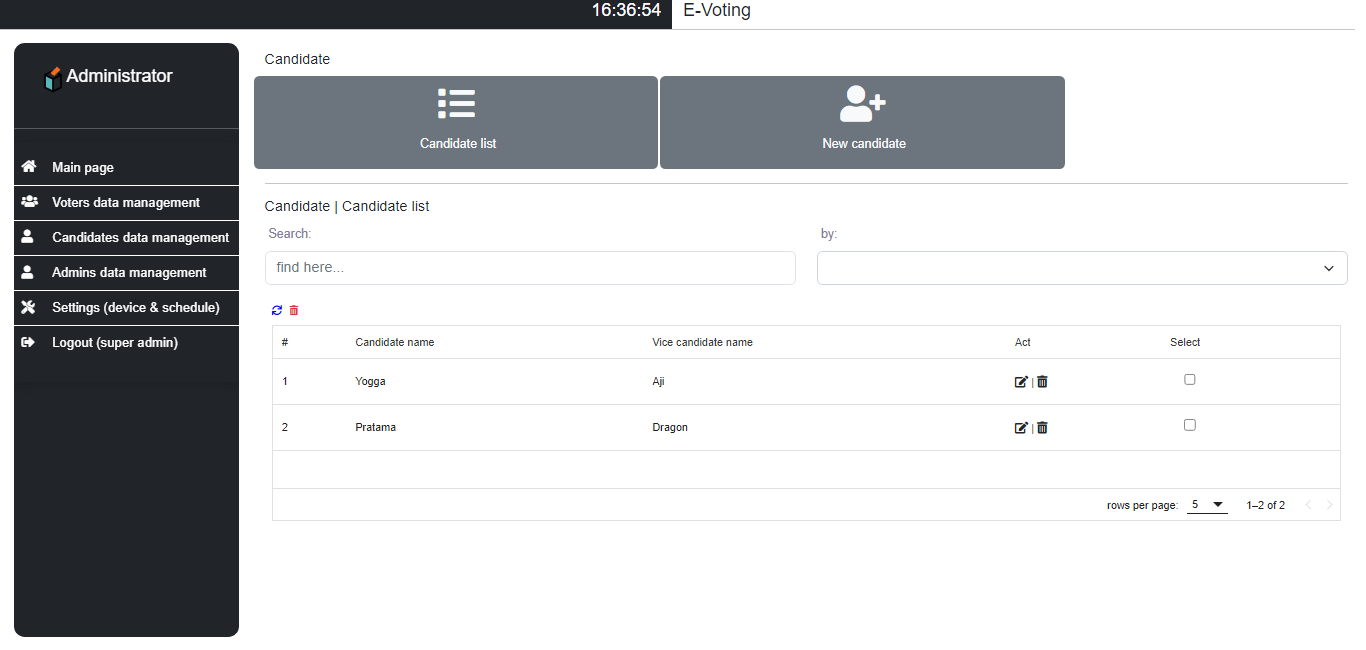 16:36:54 E-Voting
Administrator
Main page
Voters data management
Candidates data management
Admins data management
Settings (device & schedule)
Logout (super admin)
Candidate
Candidate list
New candidate
Candidate | Candidate list
Search: by:
find here...
# Candidate name Vice candidate name Act Select
1 Yogga Aji |
2 Pratama Dragon |
rows per page: 5 1–2 of 2